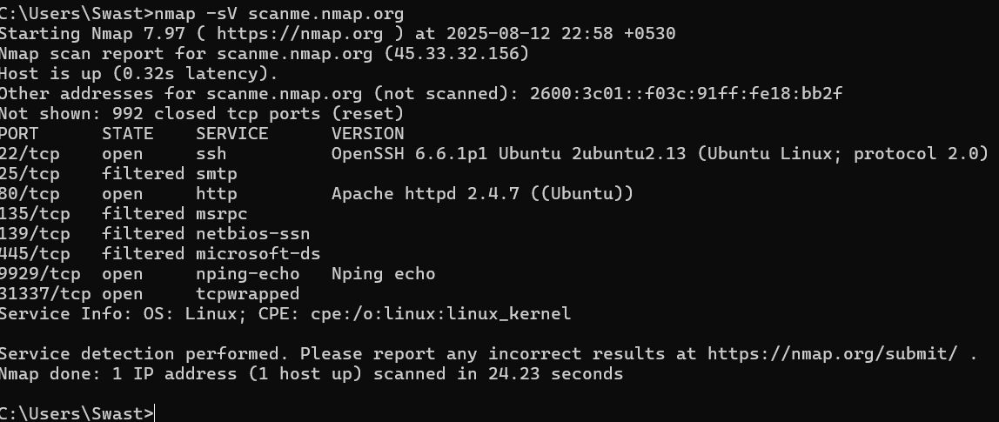 C:\Users\Swast>nmap -sV scanme.nmap.org
Starting Nmap 7.97 ( https://nmap.org ) at 2025-08-12 22:58 +0530
Nmap scan report for scanme.nmap.org (45.33.32.156)
Host is up (0.32s latency).
Other addresses for scanme.nmap.org (not scanned): 2600:3c01::f03c:91ff:fe18:bb2f
Not shown: 992 closed tcp ports (reset)
PORT      STATE    SERVICE      VERSION
22/tcp    open     ssh          OpenSSH 6.6.1p1 Ubuntu 2ubuntu2.13 (Ubuntu Linux; protocol 2.0)
25/tcp    filtered smtp
80/tcp    open     http         Apache httpd 2.4.7 ((Ubuntu))
135/tcp   filtered msrpc
139/tcp   filtered netbios-ssn
445/tcp   filtered microsoft-ds
9929/tcp  open     nping-echo   Nping echo
31337/tcp open     tcpwrapped
Service Info: OS: Linux; CPE: cpe:/o:linux:linux_kernel

Service detection performed. Please report any incorrect results at https://nmap.org/submit/ .
Nmap done: 1 IP address (1 host up) scanned in 24.23 seconds

C:\Users\Swast>